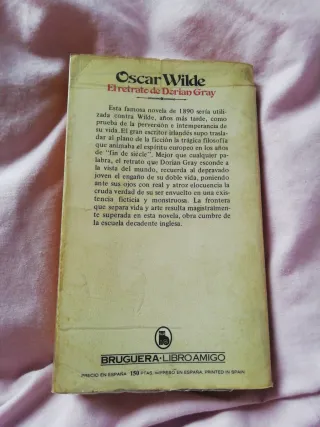 Oscar Wilde
El retrato de Dorian Gray
Esta famosa novela de 1890 sería utili-
zada contra Wilde, años más tarde, como
prueba de la perversión e intemperancia de
su vida. El gran escritor irlandés supo trasla-
dar al plano de la ficción la trágica filosofía
que animaba el espíritu europeo en los años
de "fin de siècle". Mejor que cualquier pa-
labra, el retrato que Dorian Gray esconde a
la vista del mundo, recuerda al depravado
joven el engaño de su doble vida, poniendo
ante sus ojos con real y atroz elocuencia la
cruda verdad de su ser envuelto en una exis-
tencia ficticia y monstruosa. La frontera
que separa vida y arte resulta magistralmen-
te superada en esta novela, obra cumbre de
la escuela decadente inglesa.
BRUGUERA·LIBRO AMIGO
PRECIO EN ESPAÑA 150 PTAS. IMPRESO EN ESPAÑA. PRINTED IN SPAIN